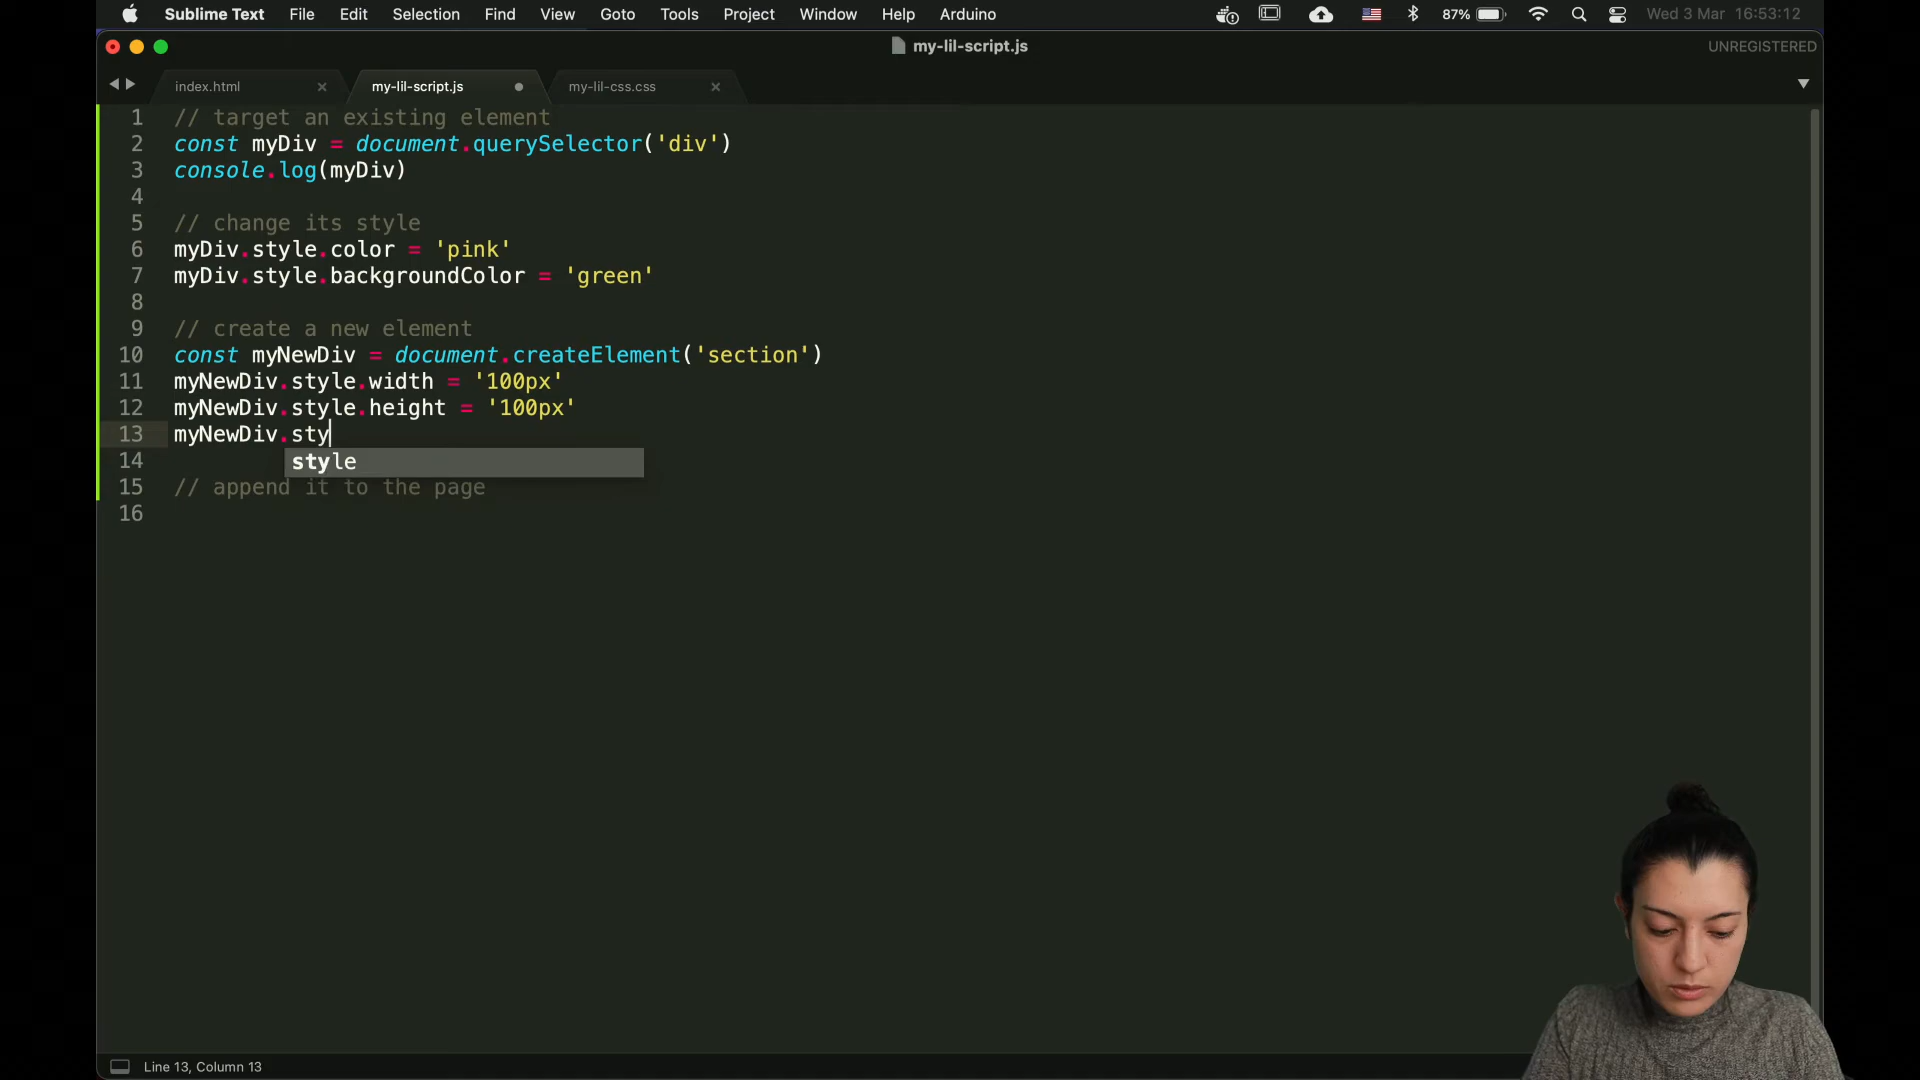 Sublime Text File Edit Selection Find View Goto Tools Project Window Help Arduino 87% Wed 3 Mar 16:53:12
my-lil-script.js UNREGISTERED
index.html my-lil-script.js my-lil-css.css
1 // target an existing element
2 const myDiv = document.querySelector('div')
3 console.log(myDiv)
4
5 // change its style
6 myDiv.style.color = 'pink'
7 myDiv.style.backgroundColor = 'green'
8
9 // create a new element
10 const myNewDiv = document.createElement('section')
11 myNewDiv.style.width = '100px'
12 myNewDiv.style.height = '100px'
13 myNewDiv.sty
14 style
15 // append it to the page
16
Line 13, Column 13